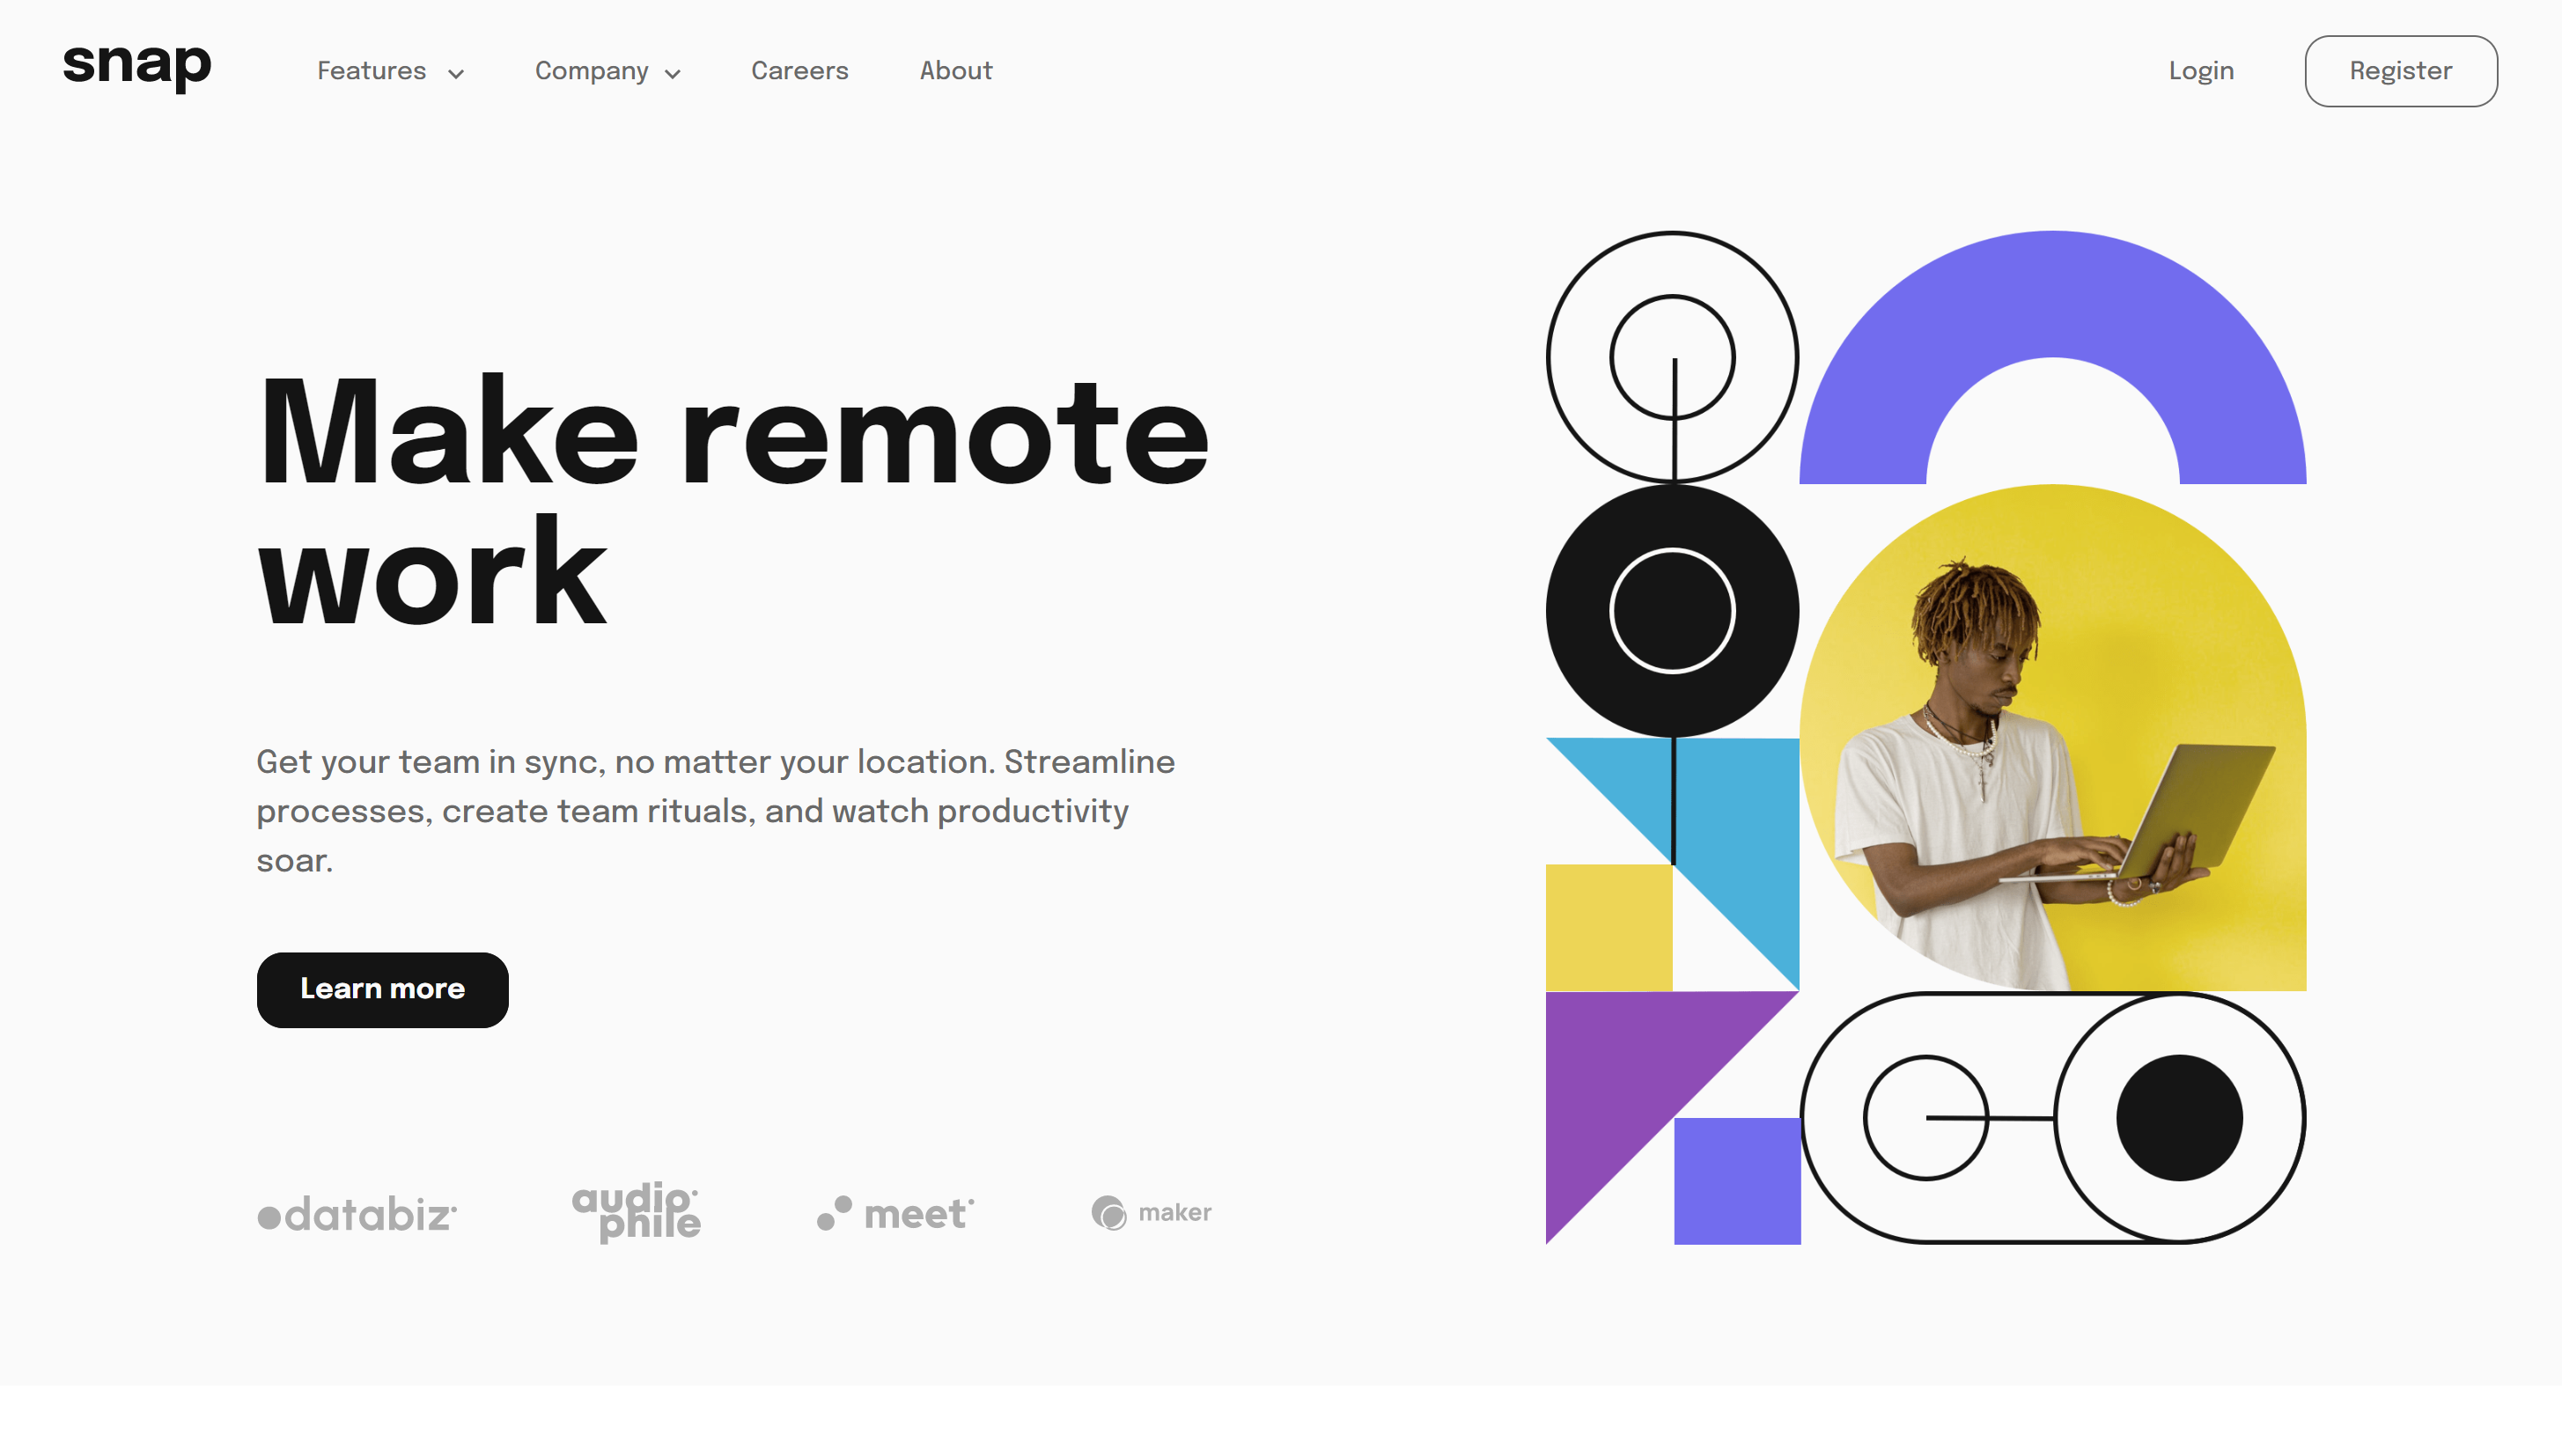 snap
Features
Company
Careers
About
Login
Register
Make remote
work
Get your team in sync, no matter your location. Streamline
processes, create team rituals, and watch productivity
soar.
Learn more
databiz
audio
phile
meet
maker